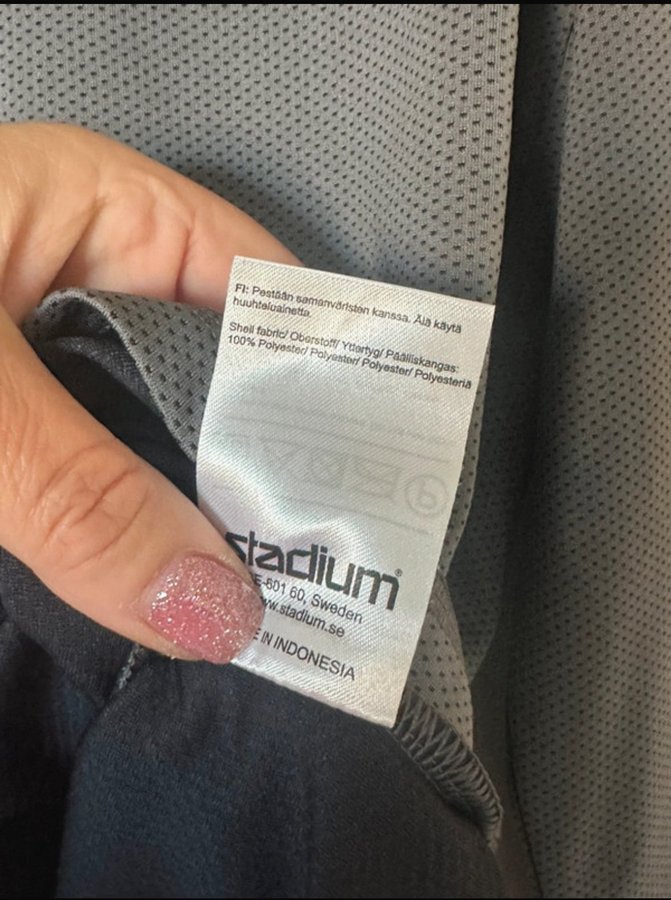 FI: Pestään samanväristen kanssa. Älä käytä
huuhteluainetta.
Shell fabric/ Oberstoff/ Yttertyg/ Päälliskangas:
100% Polyester/ Polyester/ Polyester/ Polyesteriä
stadium®
E-601 60, Sweden
www.stadium.se
E IN INDONESIA